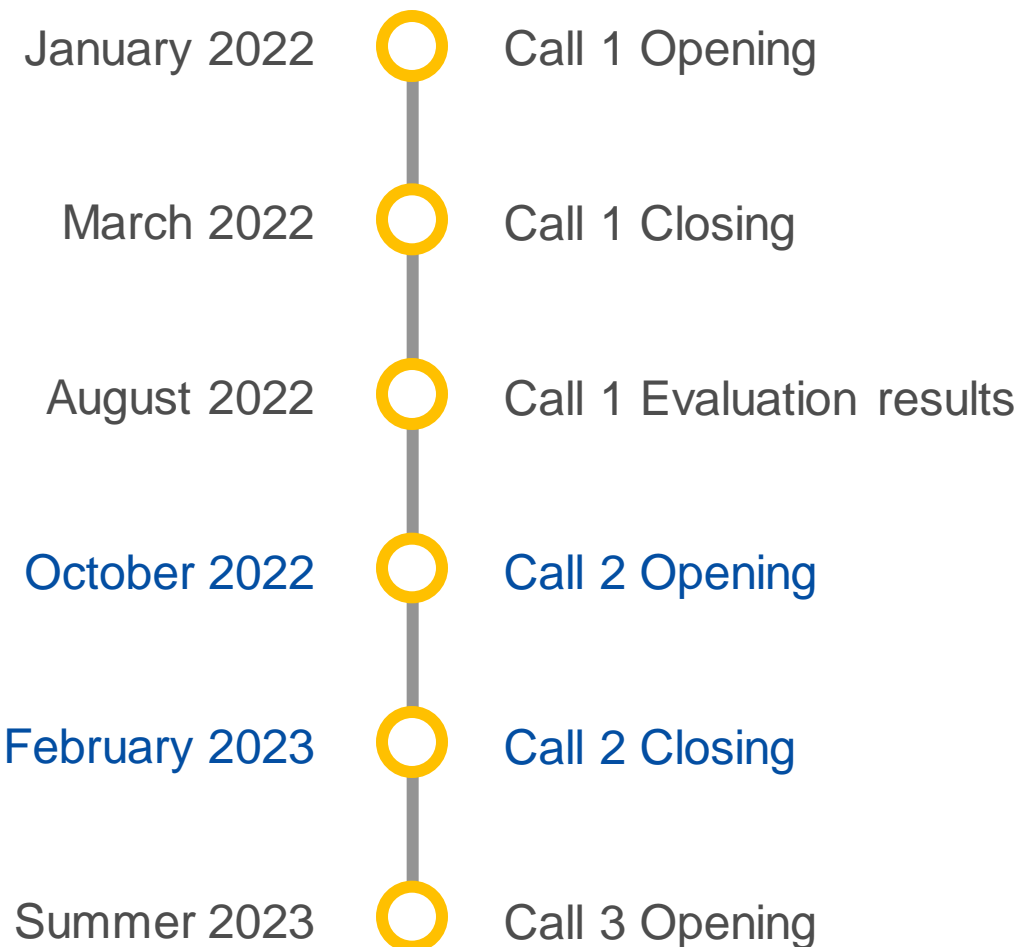 January 2022 Call 1 Opening
March 2022 Call 1 Closing
August 2022 Call 1 Evaluation results
October 2022 Call 2 Opening
February 2023 Call 2 Closing
Summer 2023 Call 3 Opening